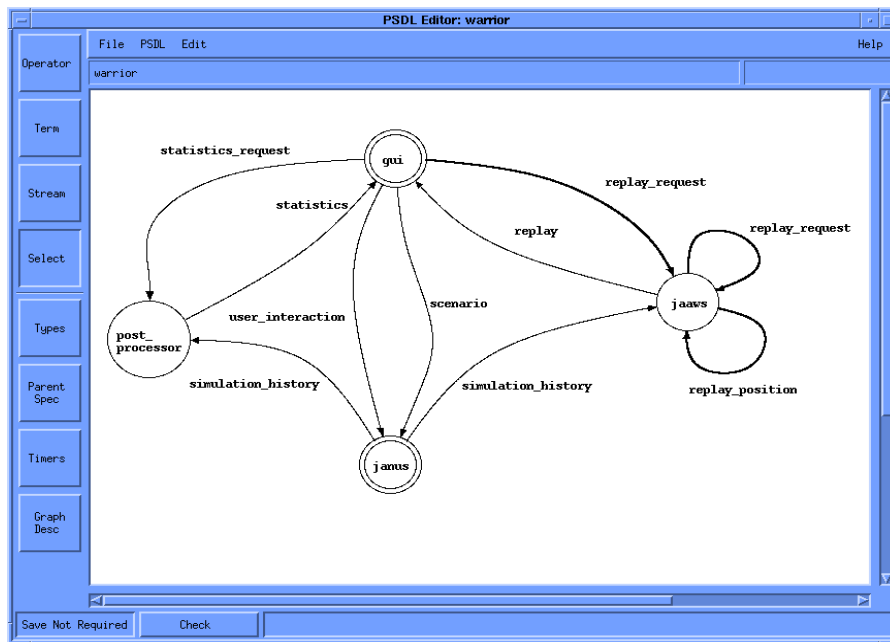 PSDL Editor: warrior
File PSDL Edit Help
warrior
Operator
Term
Stream
Select
Types
Parent
Spec
Timers
Graph
Desc
statistics_request
gui
replay_request
statistics
replay
replay_request
jaaws
user_interaction
scenario
post_
processor
simulation_history
simulation_history
replay_position
janus
Save Not Required
Check